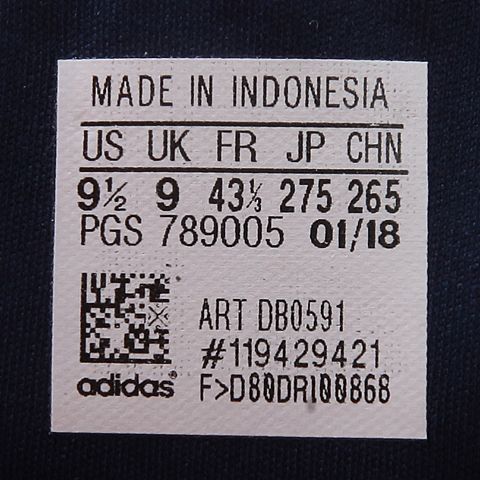 MADE IN INDONESIA
US UK FR JP CHN
9½ 9 43⅓ 275 265
PGS 789005 01/18
ART DB0591
#119429421
adidas F>D80DRI00868